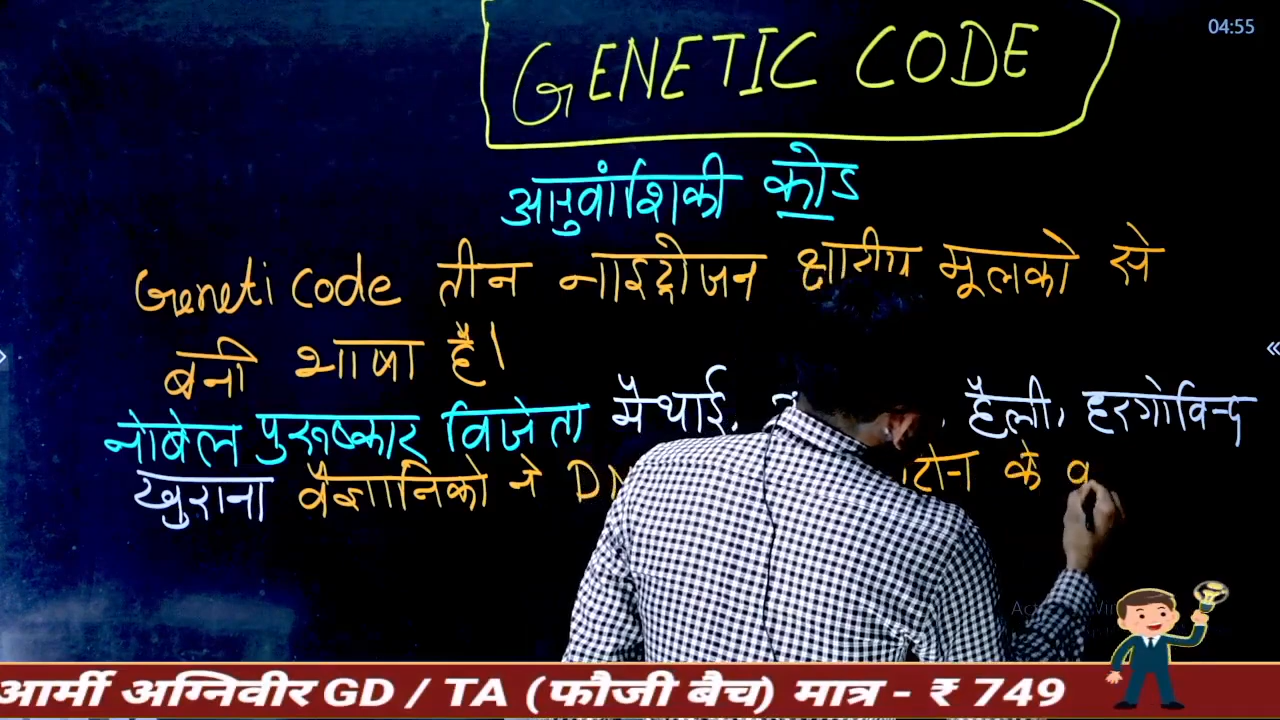 04:55
GENETIC CODE
आनुवांशिकी कोड
Geneti code तीन नाइट्रोजन क्षारीय मूलको से
बनी भाषा है।
नोबेल पुरूष्कार विजेता मैथाई, हैली, हरगोविन्द
खुराना वैज्ञानिको ने के
आर्मी अग्निवीर GD / TA (फौजी बैच) मात्र - ₹ 749